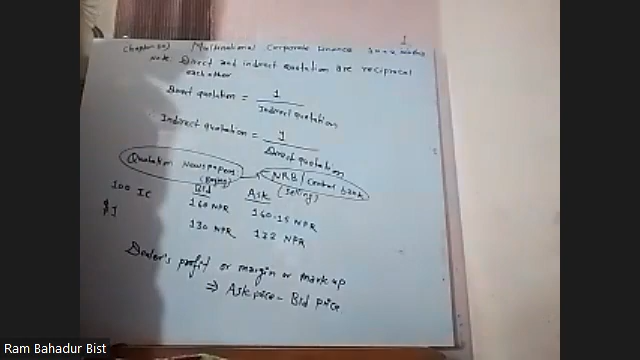 1
Multinational Corporate Finance
Note Direct and indirect Quotation are reciprocal
each other
Direct quotation = 1
Indirect quotation
Indirect quotation = 1
Direct quotation
Quotation Newspapers NRB/Central bank
(Buying) (Selling)
Bid Ask
100 IC 160 NPR 160.15 NPR
$1 130 NPR 132 NPR
Dealer's profit or margin or mark up
⇒ Ask price - Bid price
Ram Bahadur Bist